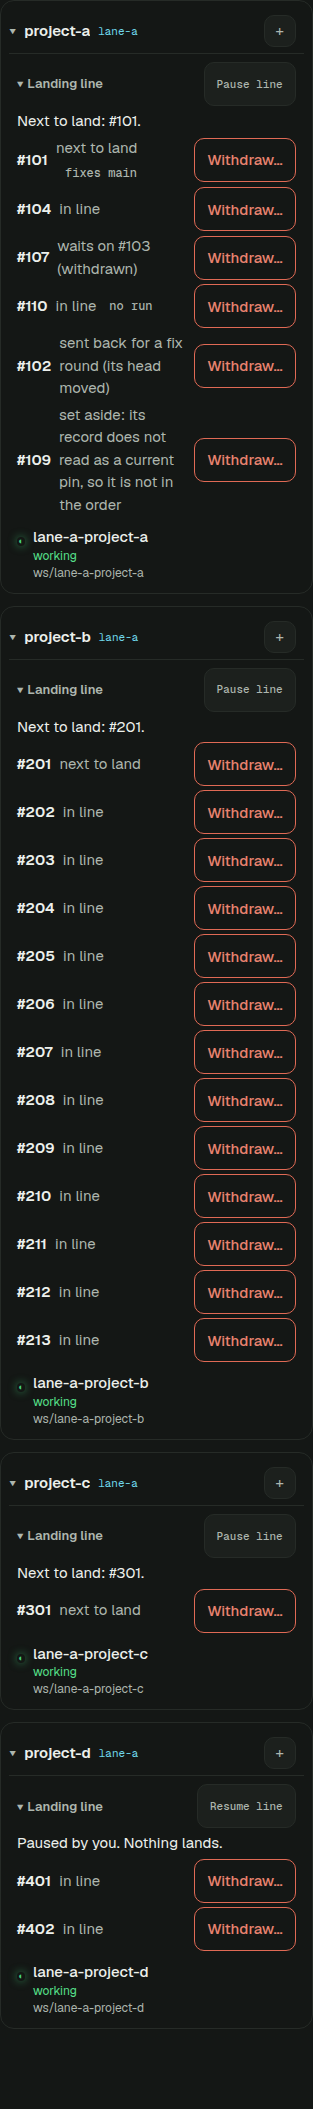 ▾ project-a lane-a +
▾ Landing line Pause line
Next to land: #101.
#101 next to land fixes main Withdraw...
#104 in line Withdraw...
#107 waits on #103 (withdrawn) Withdraw...
#110 in line no run Withdraw...
#102 sent back for a fix round (its head moved) Withdraw...
#109 set aside: its record does not read as a current pin, so it is not in the order Withdraw...
lane-a-project-a
working
ws/lane-a-project-a
▾ project-b lane-a +
▾ Landing line Pause line
Next to land: #201.
#201 next to land Withdraw...
#202 in line Withdraw...
#203 in line Withdraw...
#204 in line Withdraw...
#205 in line Withdraw...
#206 in line Withdraw...
#207 in line Withdraw...
#208 in line Withdraw...
#209 in line Withdraw...
#210 in line Withdraw...
#211 in line Withdraw...
#212 in line Withdraw...
#213 in line Withdraw...
lane-a-project-b
working
ws/lane-a-project-b
▾ project-c lane-a +
▾ Landing line Pause line
Next to land: #301.
#301 next to land Withdraw...
lane-a-project-c
working
ws/lane-a-project-c
▾ project-d lane-a +
▾ Landing line Resume line
Paused by you. Nothing lands.
#401 in line Withdraw...
#402 in line Withdraw...
lane-a-project-d
working
ws/lane-a-project-d